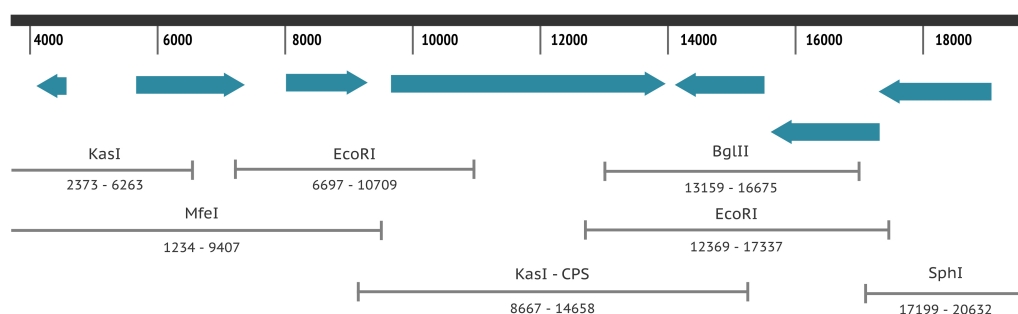 4000 6000 8000 10000 12000 14000 16000 18000
KasI EcoRI BglII
2373 - 6263 6697 - 10709 13159 - 16675
MfeI EcoRI
1234 - 9407 12369 - 17337
KasI - CPS SphI
8667 - 14658 17199 - 20632